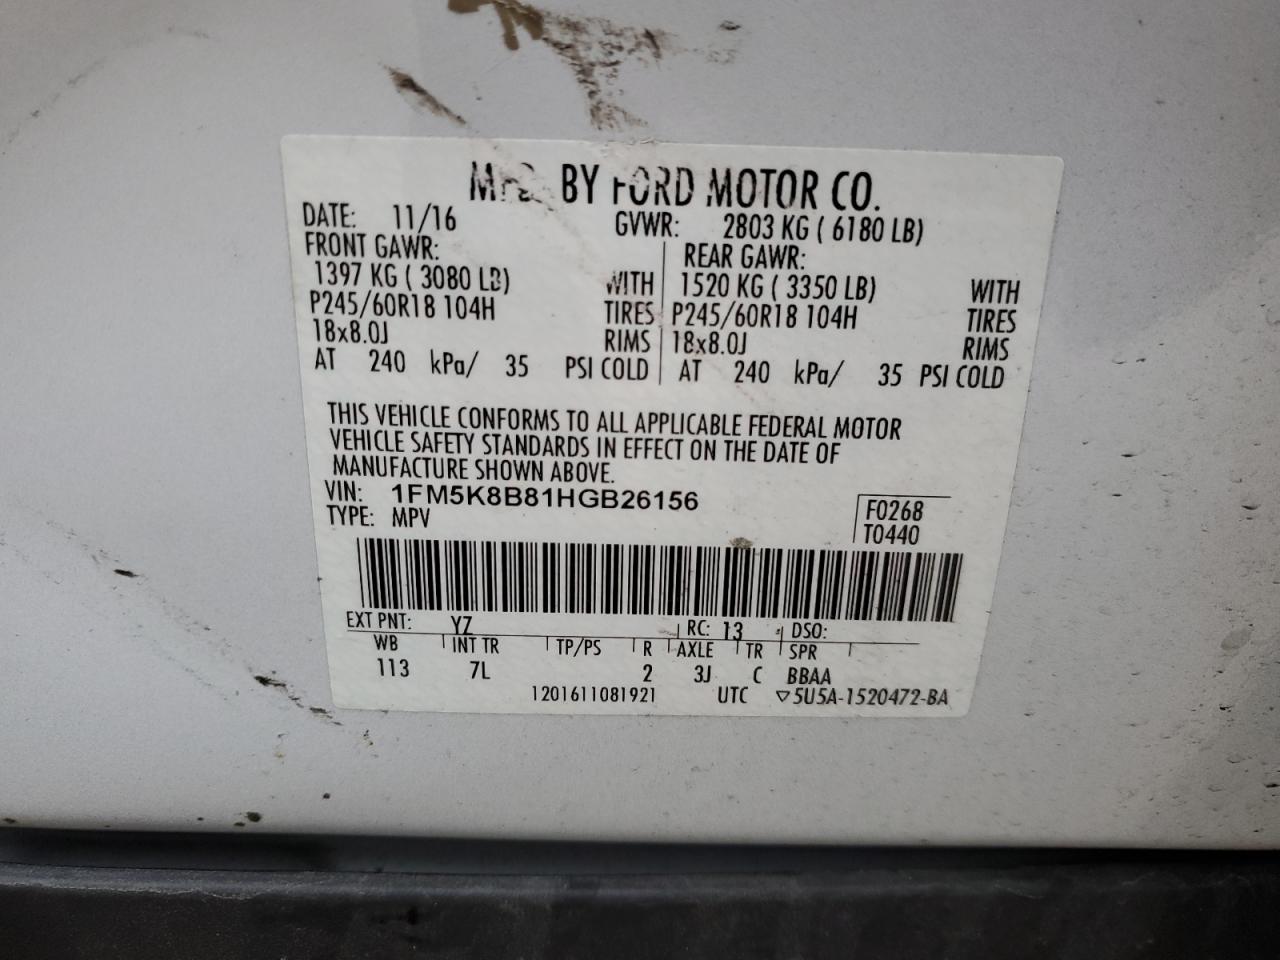 MFD. BY FORD MOTOR CO.
DATE: 11/16 GVWR: 2803 KG ( 6180 LB)
FRONT GAWR: REAR GAWR:
1397 KG ( 3080 LB) WITH 1520 KG ( 3350 LB) WITH
P245/60R18 104H TIRES P245/60R18 104H TIRES
18x8.0J RIMS 18x8.0J RIMS
AT 240 kPa/ 35 PSI COLD AT 240 kPa/ 35 PSI COLD
THIS VEHICLE CONFORMS TO ALL APPLICABLE FEDERAL MOTOR
VEHICLE SAFETY STANDARDS IN EFFECT ON THE DATE OF
MANUFACTURE SHOWN ABOVE.
VIN: 1FM5K8B81HGB26156
TYPE: MPV
F0268
T0440
EXT PNT: YZ RC: 13 DSO:
WB INT TR TP/PS R AXLE TR SPR
113 7L 2 3J C BBAA
1201611081921 UTC ▽5U5A-1520472-BA